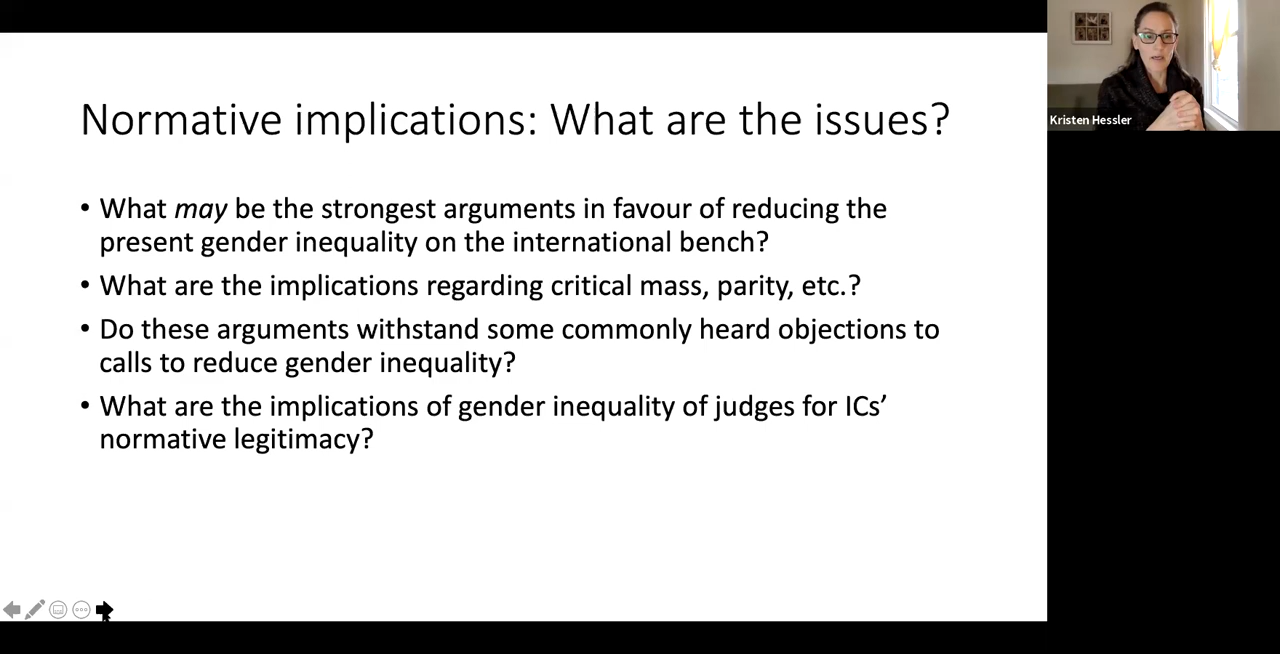 Normative implications: What are the issues?
• What may be the strongest arguments in favour of reducing the
present gender inequality on the international bench?
• What are the implications regarding critical mass, parity, etc.?
• Do these arguments withstand some commonly heard objections to
calls to reduce gender inequality?
• What are the implications of gender inequality of judges for ICs’
normative legitimacy?
Kristen Hessler